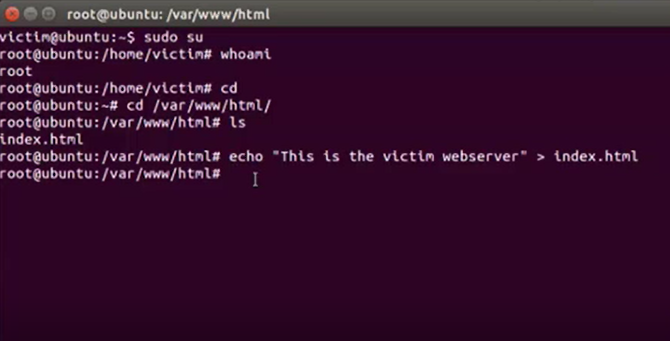 root@ubuntu: /var/www/html
victim@ubuntu:~$ sudo su
root@ubuntu:/home/victim# whoami
root
root@ubuntu:/home/victim# cd
root@ubuntu:~# cd /var/www/html/
root@ubuntu:/var/www/html# ls
index.html
root@ubuntu:/var/www/html# echo "This is the victim webserver" > index.html
root@ubuntu:/var/www/html#